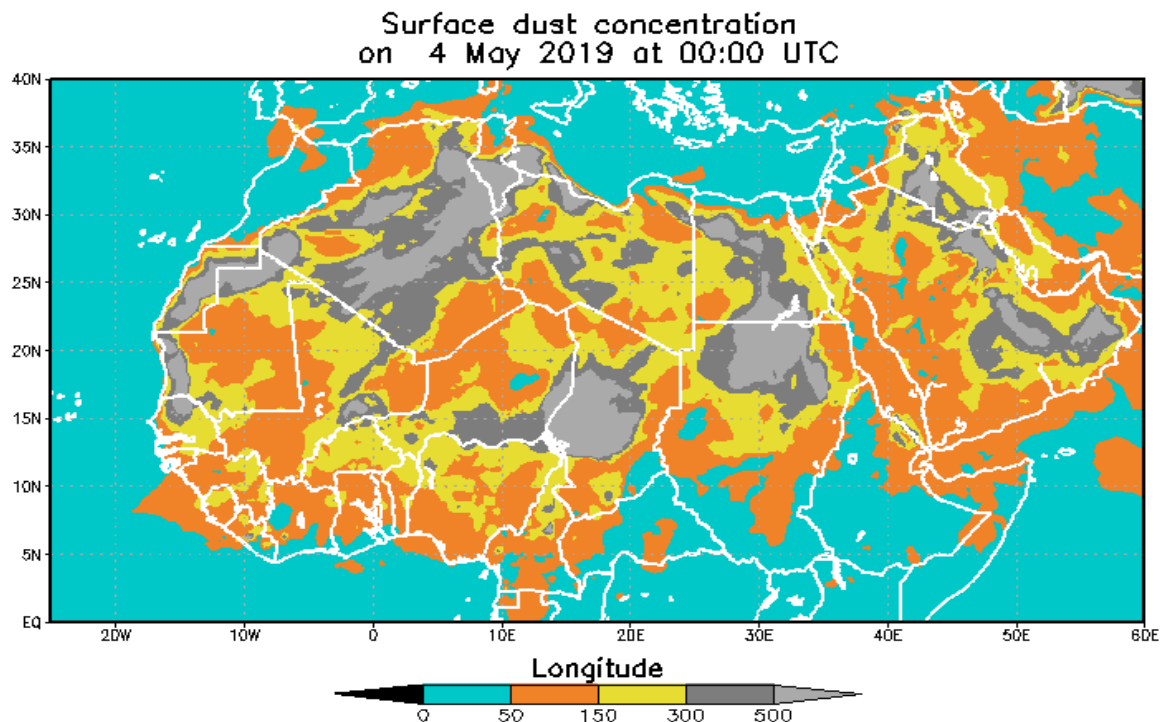 Surface dust concentration
on 4 May 2019 at 00:00 UTC
40N
35N
30N
25N
20N
15N
10N
5N
EQ
20W 10W 0 10E 20E 30E 40E 50E 60E
Longitude
0 50 150 300 500